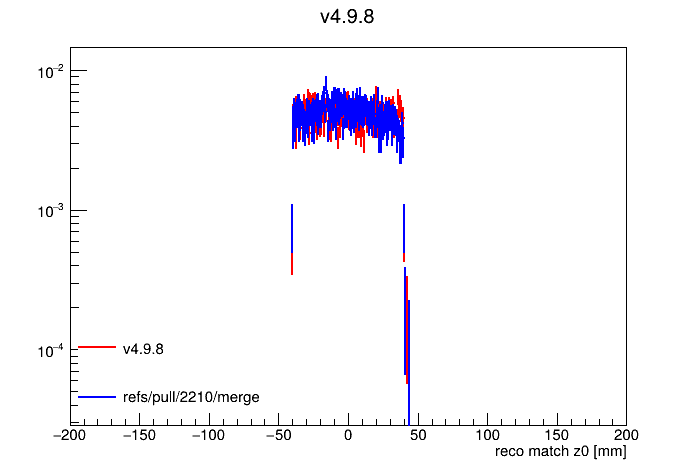 v4.9.8
10⁻²
10⁻³
10⁻⁴
v4.9.8
refs/pull/2210/merge
−200 −150 −100 −50 0 50 100 150 200
reco match z0 [mm]